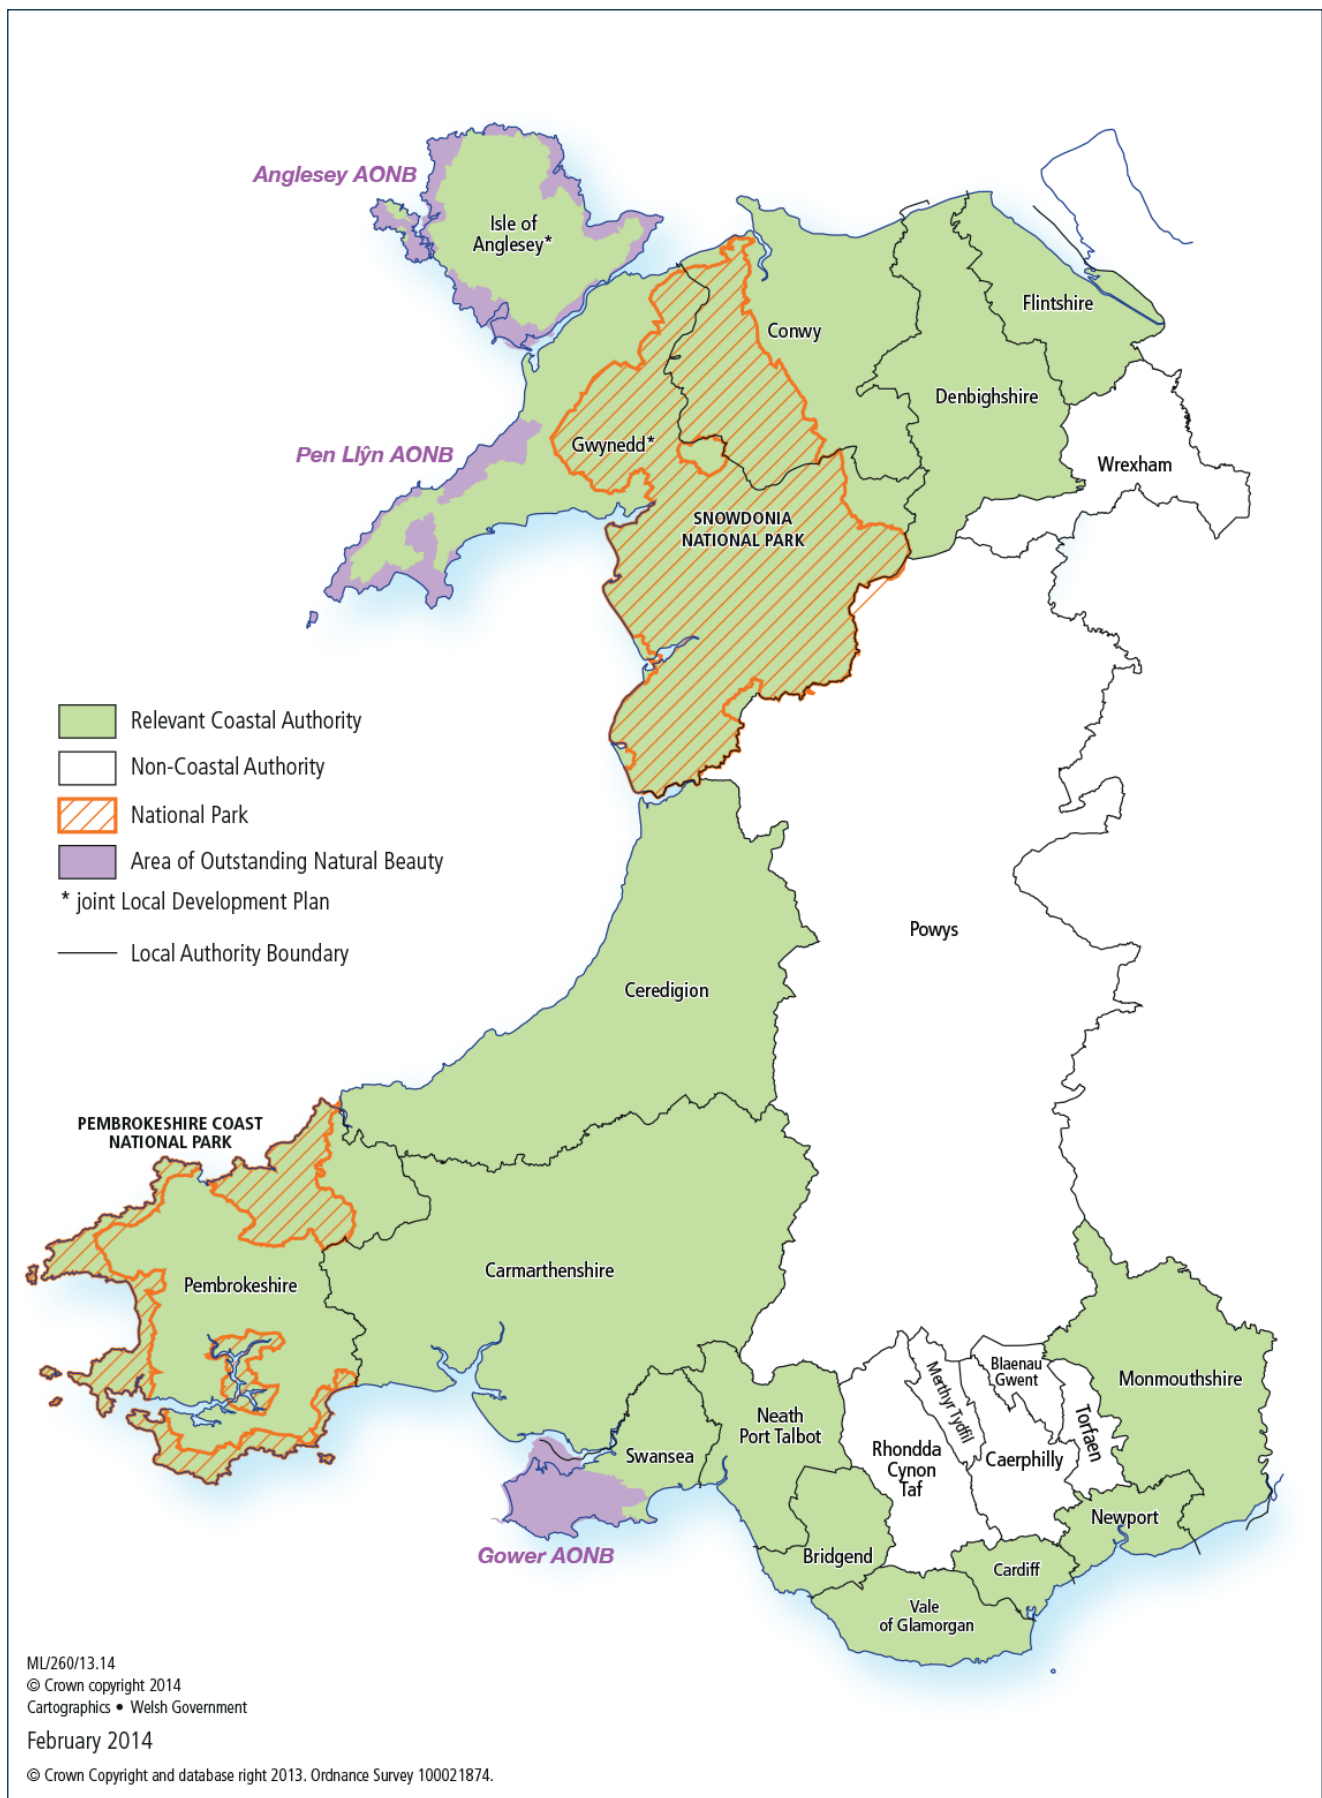 Anglesey AONB
Isle of
Anglesey*
Flintshire
Conwy
Denbighshire
Gwynedd*
Pen Llŷn AONB
Wrexham
SNOWDONIA
NATIONAL PARK
Relevant Coastal Authority
Non-Coastal Authority
National Park
Area of Outstanding Natural Beauty
* joint Local Development Plan
Local Authority Boundary
Powys
Ceredigion
PEMBROKESHIRE COAST
NATIONAL PARK
Carmarthenshire
Pembrokeshire
Blaenau
Gwent
Merthyr Tydfil
Monmouthshire
Torfaen
Neath
Port Talbot
Rhondda
Cynon
Taf
Caerphilly
Swansea
Newport
Gower AONB
Bridgend
Cardiff
Vale
of Glamorgan
ML/260/13.14
© Crown copyright 2014
Cartographics • Welsh Government
February 2014
© Crown Copyright and database right 2013. Ordnance Survey 100021874.